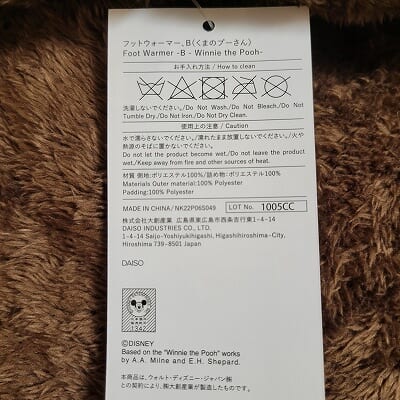 フットウォーマー、B(くまのプーさん)
Foot Warmer -B - Winnie the Pooh-
お手入れ方法 / How to clean
洗濯しないでください。/Do Not Wash./Do Not Bleach./Do Not
Tumble Dry./Do Not Iron./Do Not Dry Clean.
使用上の注意 / Caution
水で濡らさないでください。/濡れたまま放置しないでください。/火や
熱源のそばに置かないでください。
Do not let the product become wet./Do not leave the product
wet./Keep away from fire and other sources of heat.
材質 側地:ポリエステル100%/詰め物:ポリエステル100%
Materials Outer material:100% Polyester
Padding:100% Polyester
MADE IN CHINA/NK22P06S049 LOT No. 1005CC
株式会社大創産業 広島県東広島市西条吉行東1-4-14
DAISO INDUSTRIES CO., LTD.
1-4-14 Saijo-Yoshiyukihigashi, Higashihiroshima-City,
Hiroshima 739-8501 Japan
DAISO
1542
©DISNEY
Based on the "Winnie the Pooh" works
by A.A. Milne and E.H. Shepard.
本商品は、ウォルト・ディズニー・ジャパン㈱
との契約により、㈱大創産業が製造したものです。